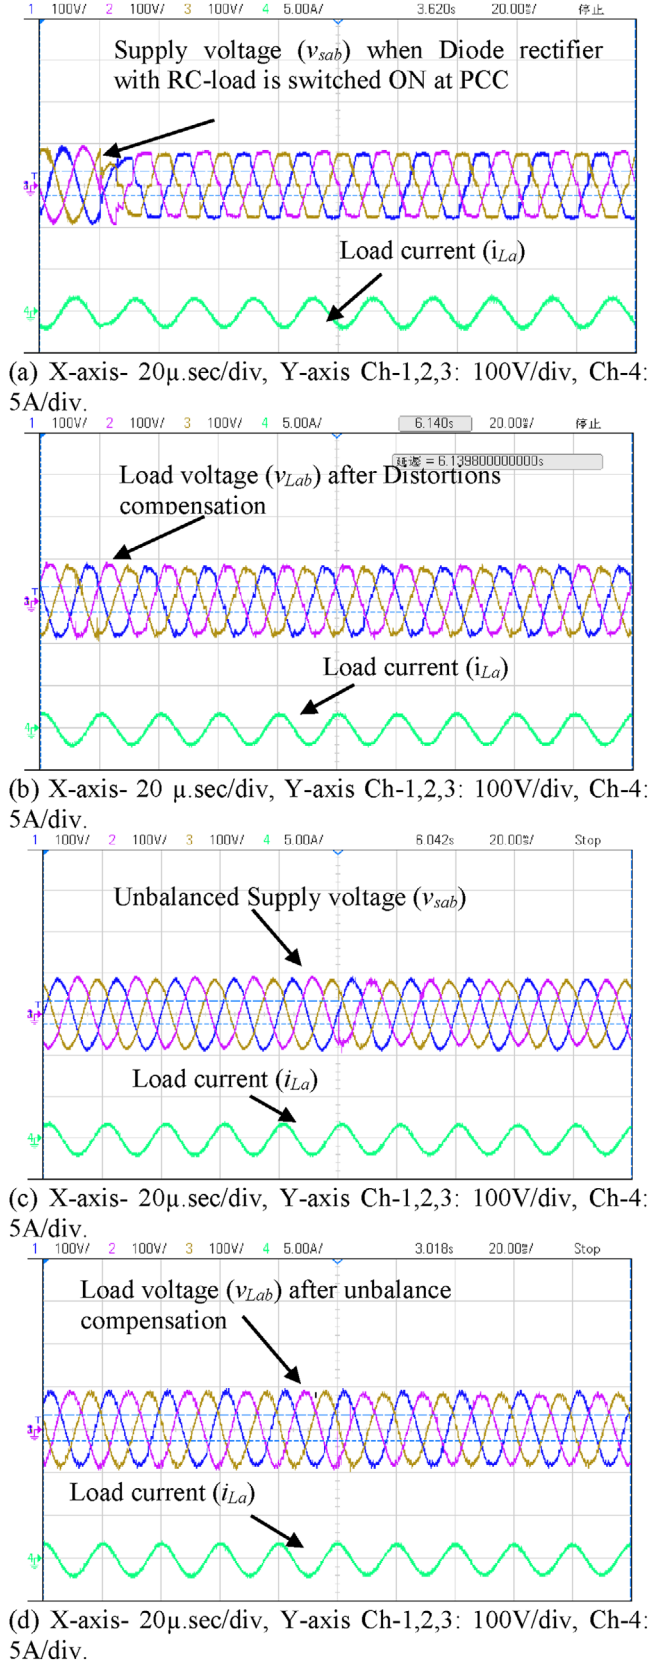 1 100V/ 2 100V/ 3 100V/ 4 5.00A/ 3.620s 20.00㎳/ 停止
Supply voltage (vsab) when Diode rectifier
with RC-load is switched ON at PCC
Load current (iLa)
(a) X-axis- 20μ.sec/div, Y-axis Ch-1,2,3: 100V/div, Ch-4:
5A/div.
1 100V/ 2 100V/ 3 100V/ 4 5.00A/ 6.140s 20.00㎳/ 停止
延遲 = 6.139800000000s
Load voltage (vLab) after Distortions
compensation
Load current (iLa)
(b) X-axis- 20 μ.sec/div, Y-axis Ch-1,2,3: 100V/div, Ch-4:
5A/div.
1 100V/ 2 100V/ 3 100V/ 4 5.00A/ 6.042s 20.00㎳/ Stop
Unbalanced Supply voltage (vsab)
Load current (iLa)
(c) X-axis- 20μ.sec/div, Y-axis Ch-1,2,3: 100V/div, Ch-4:
5A/div.
1 100V/ 2 100V/ 3 100V/ 4 5.00A/ 3.018s 20.00㎳/ Stop
Load voltage (vLab) after unbalance
compensation
Load current (iLa)
(d) X-axis- 20μ.sec/div, Y-axis Ch-1,2,3: 100V/div, Ch-4:
5A/div.